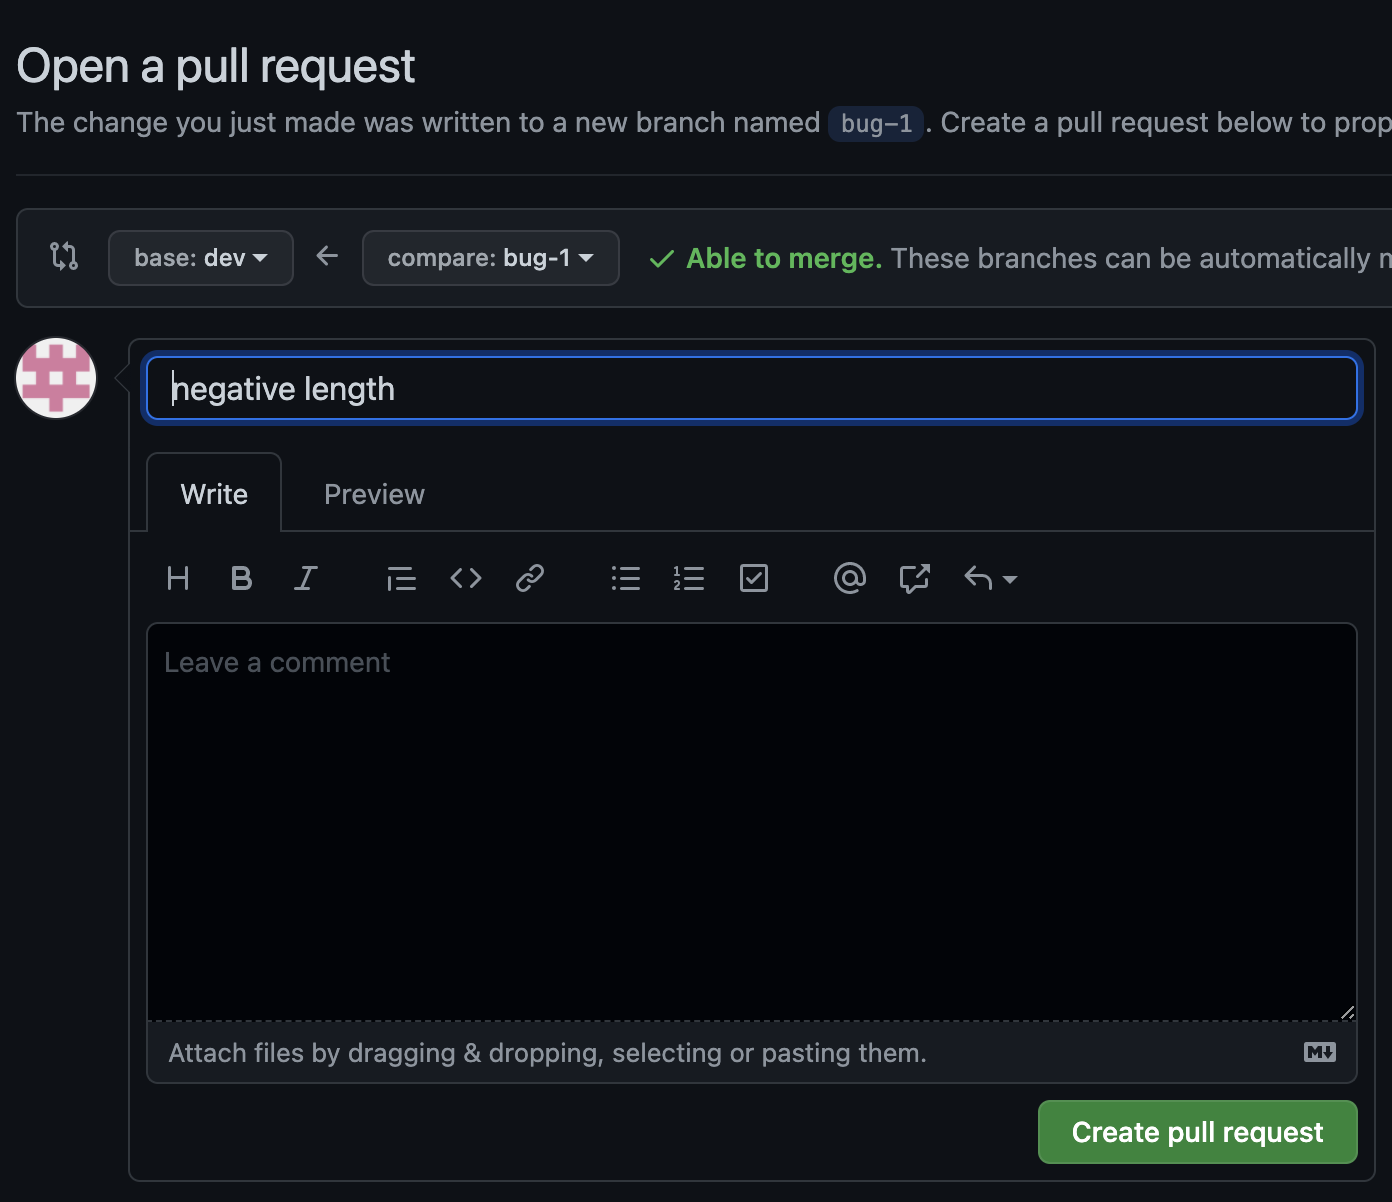 Open a pull request
The change you just made was written to a new branch named bug-1. Create a pull request below to prop
base: dev compare: bug-1 Able to merge. These branches can be automatically
negative length
Write Preview
H B I
Leave a comment
Attach files by dragging & dropping, selecting or pasting them.
Create pull request